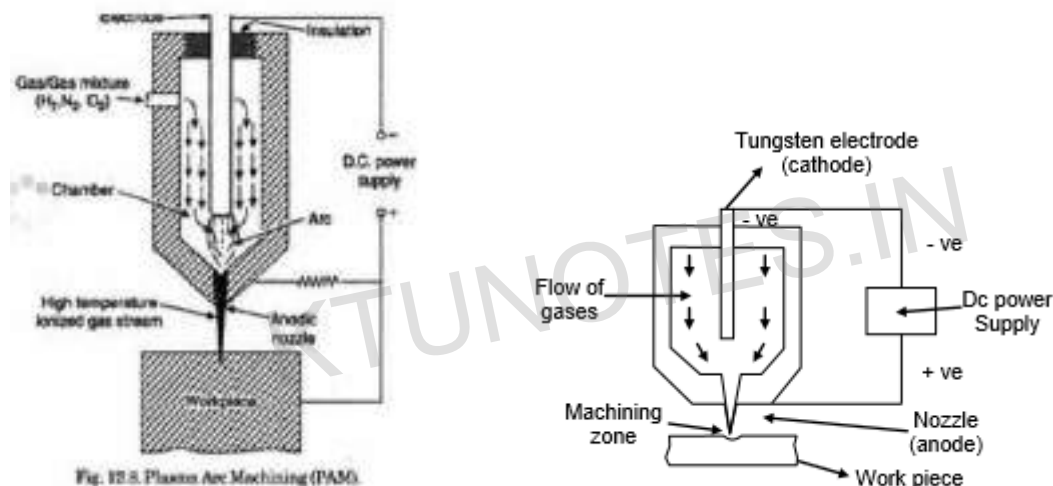 Electrode
Insulation
Gas/Gas mixture
(H₂,N₂, O₂)
D.C. power
supply
Chamber
Arc
High temperature
ionized gas stream
Anodic
nozzle
Workpiece
Fig. 12.8. Plasma Arc Machining (PAM).
Tungsten electrode
(cathode)
- ve
- ve
Flow of
gases
Dc power
Supply
+ ve
Machining
zone
Nozzle
(anode)
Work piece
KTUNOTES.IN